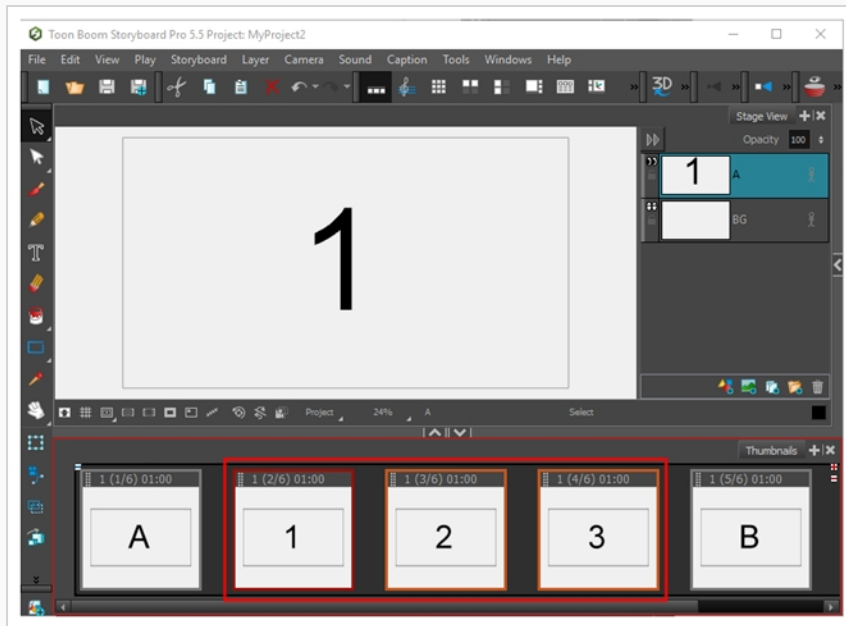 Toon Boom Storyboard Pro 5.5 Project: MyProject2
File Edit View Play Storyboard Layer Camera Sound Caption Tools Windows Help
3D
Stage View
Opacity 100
1 A
BG
1
Project 24% A Select
Thumbnails
1 (1/6) 01:00 1 (2/6) 01:00 1 (3/6) 01:00 1 (4/6) 01:00 1 (5/6) 01:00
A 1 2 3 B